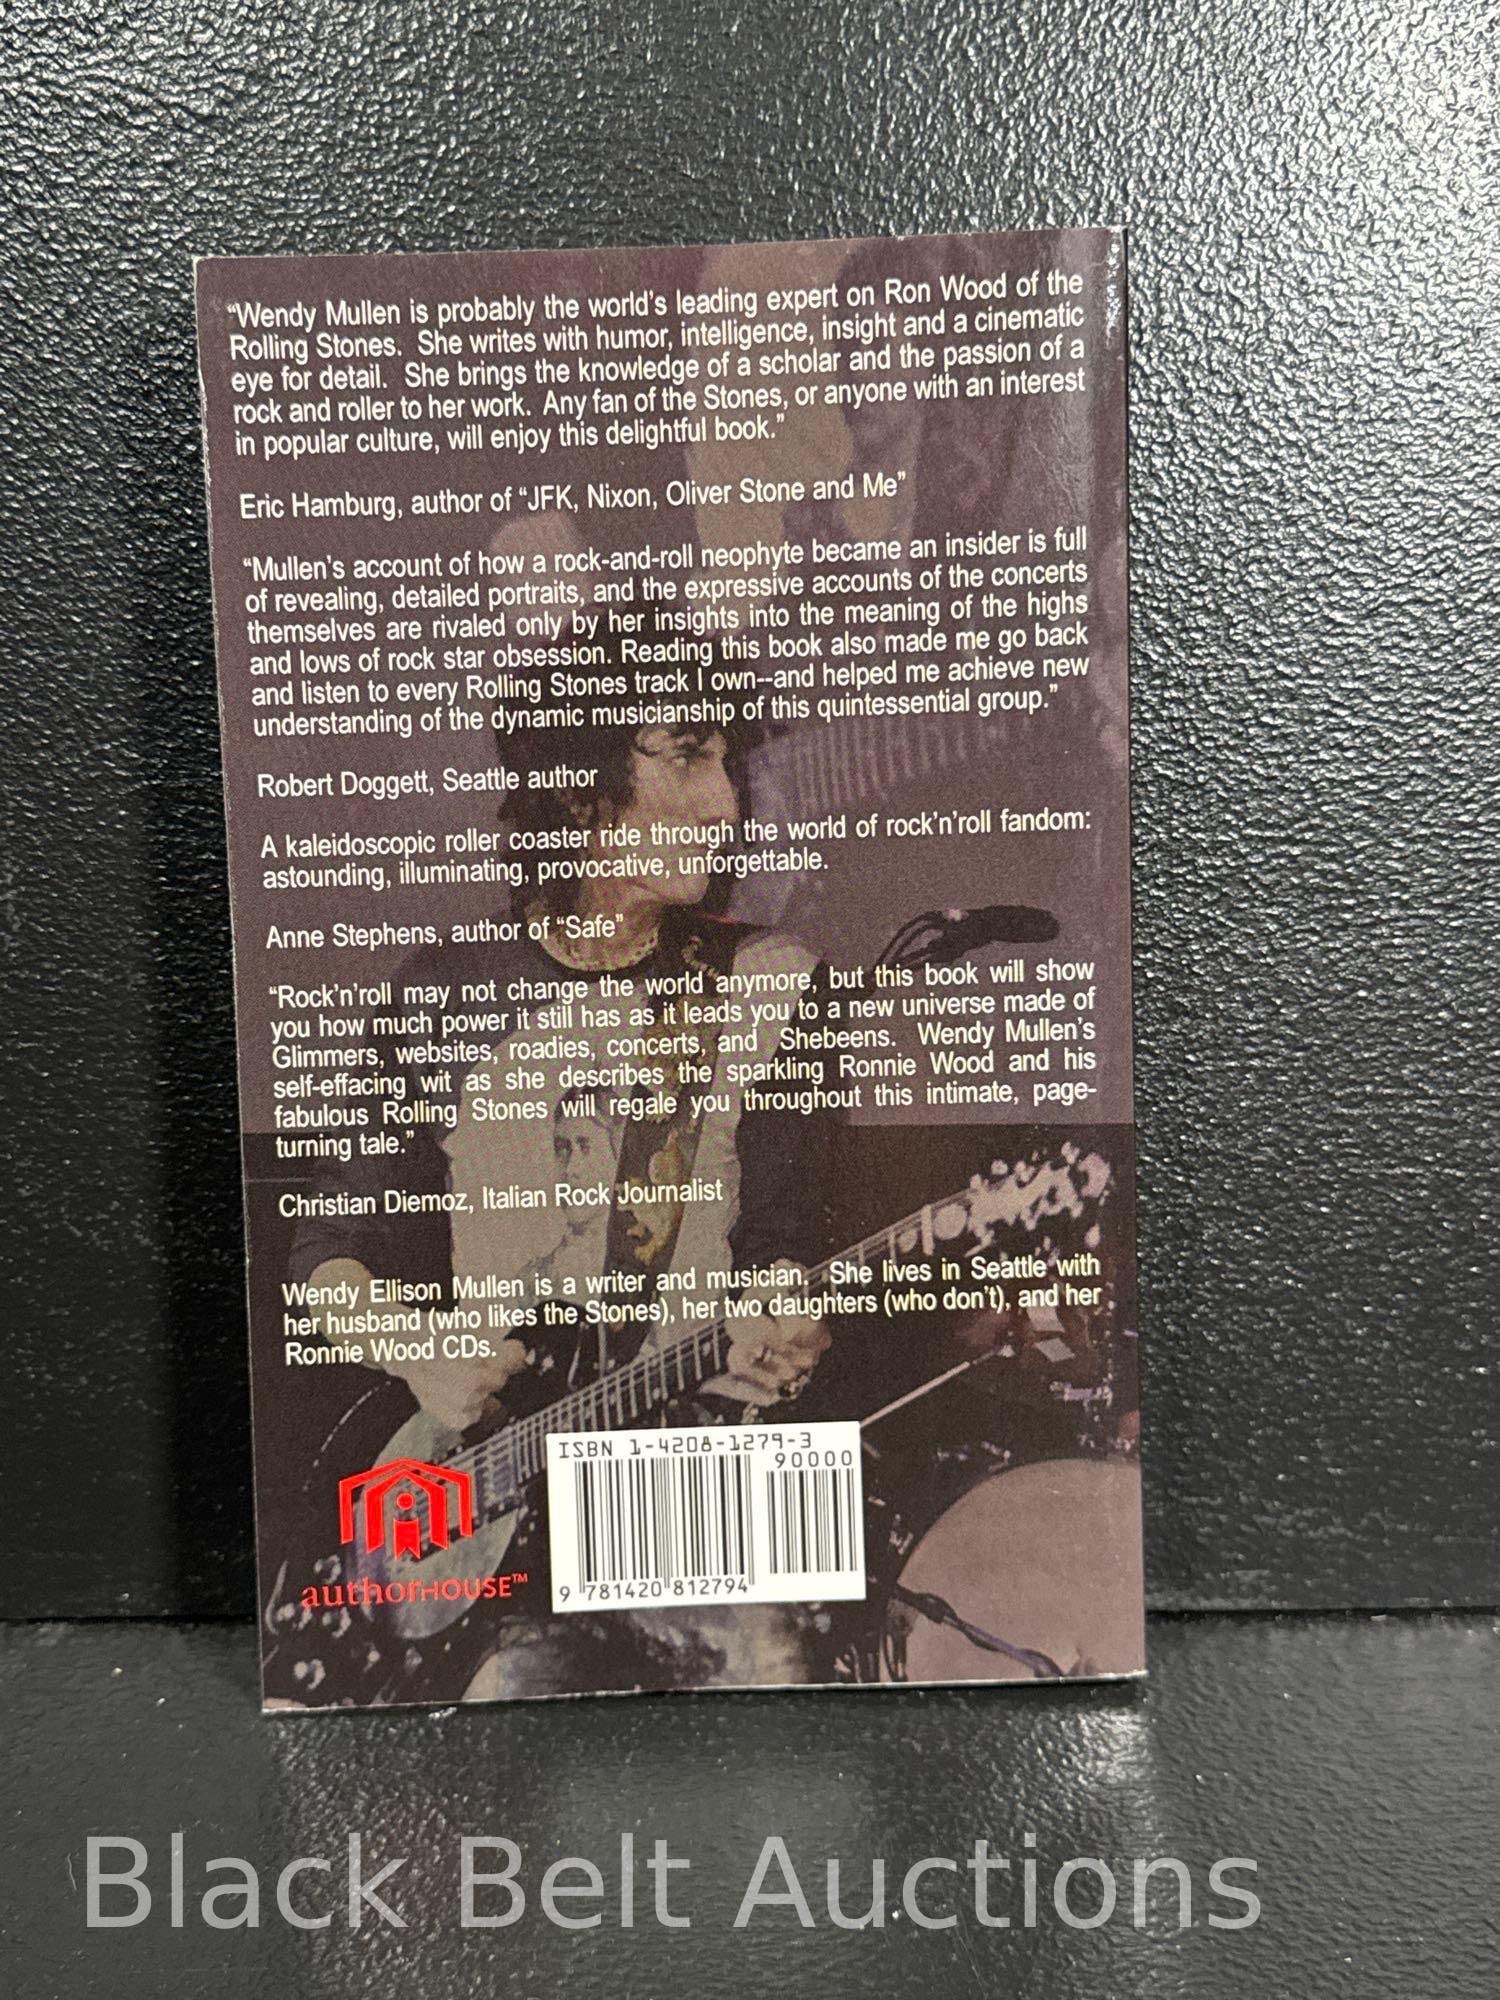 “Wendy Mullen is probably the world’s leading expert on Ron Wood of the
Rolling Stones.  She writes with humor, intelligence, insight and a cinematic
eye for detail.  She brings the knowledge of a scholar and the passion of a
rock and roller to her work.  Any fan of the Stones, or anyone with an interest
in popular culture, will enjoy this delightful book.”
Eric Hamburg, author of “JFK, Nixon, Oliver Stone and Me”
“Mullen’s account of how a rock-and-roll neophyte became an insider is full
of revealing, detailed portraits, and the expressive accounts of the concerts
themselves are rivaled only by her insights into the meaning of the highs
and lows of rock star obsession. Reading this book also made me go back
and listen to every Rolling Stones track I own--and helped me achieve new
understanding of the dynamic musicianship of this quintessential group.”
Robert Doggett, Seattle author
A kaleidoscopic roller coaster ride through the world of rock’n’roll fandom:
astounding, illuminating, provocative, unforgettable.
Anne Stephens, author of “Safe”
“Rock’n’roll may not change the world anymore, but this book will show
you how much power it still has as it leads you to a new universe made of
Glimmers, websites, roadies, concerts, and  Shebeens.  Wendy Mullen’s
self-effacing wit as she describes the sparkling Ronnie Wood and his
fabulous Rolling Stones will regale you throughout this intimate, page-
turning tale.”
Christian Diemoz, Italian Rock Journalist
Wendy Ellison Mullen is a writer and musician.  She lives in Seattle with
her husband (who likes the Stones), her two daughters (who don’t), and her
Ronnie Wood CDs.
ISBN 1-4208-1279-3
90000
9 781420 812794
authorHOUSE™
Black Belt Auctions